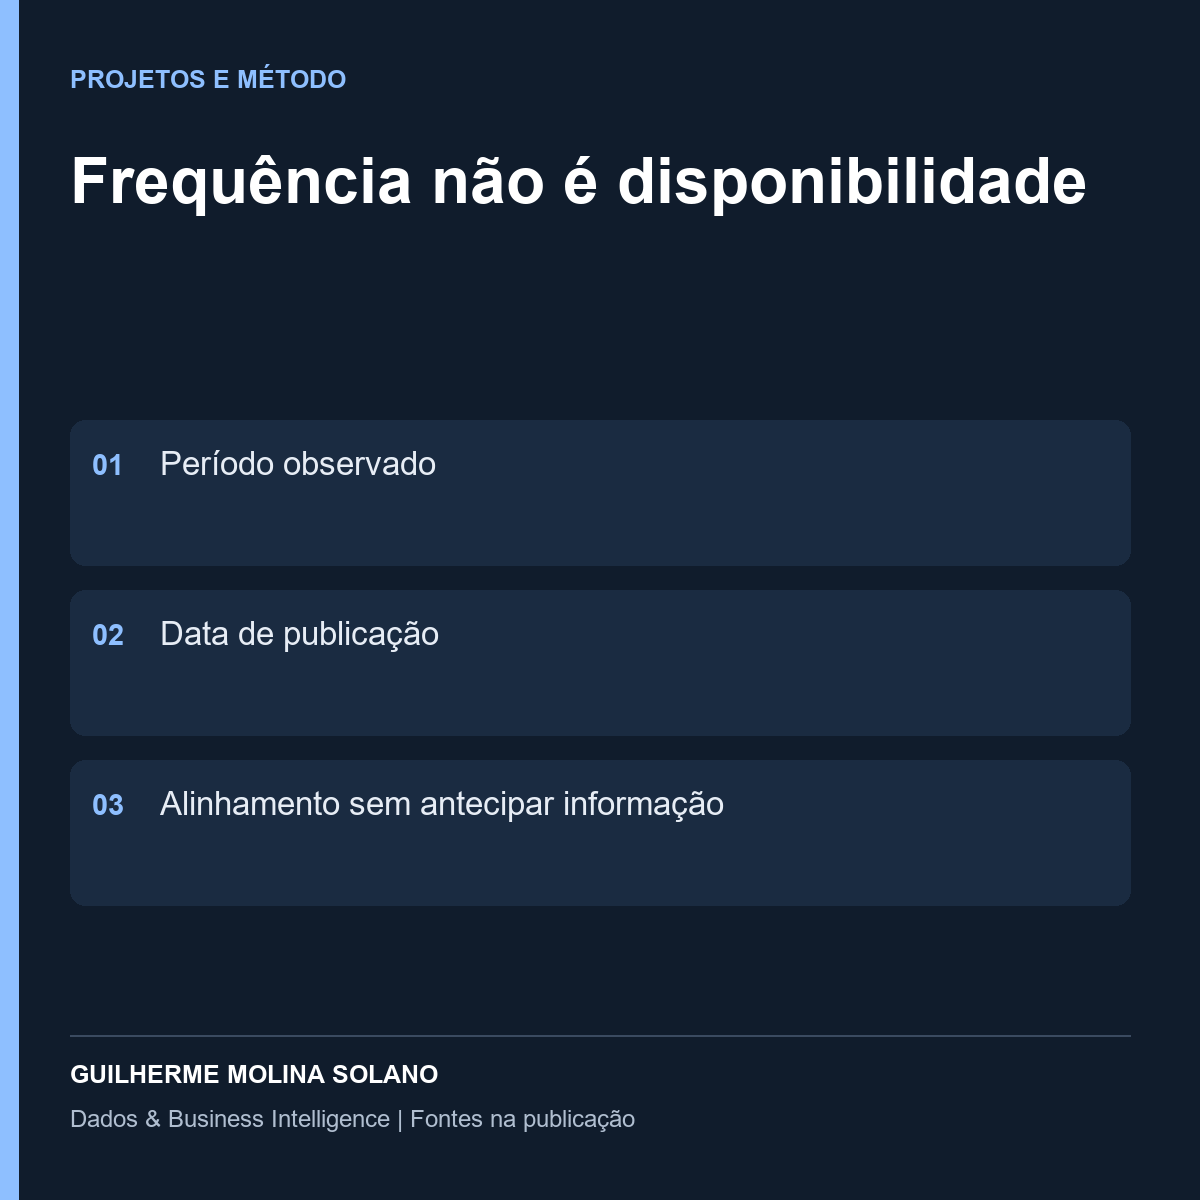 PROJETOS E MÉTODO
Frequência não é disponibilidade
01 Período observado
02 Data de publicação
03 Alinhamento sem antecipar informação
GUILHERME MOLINA SOLANO
Dados & Business Intelligence | Fontes na publicação